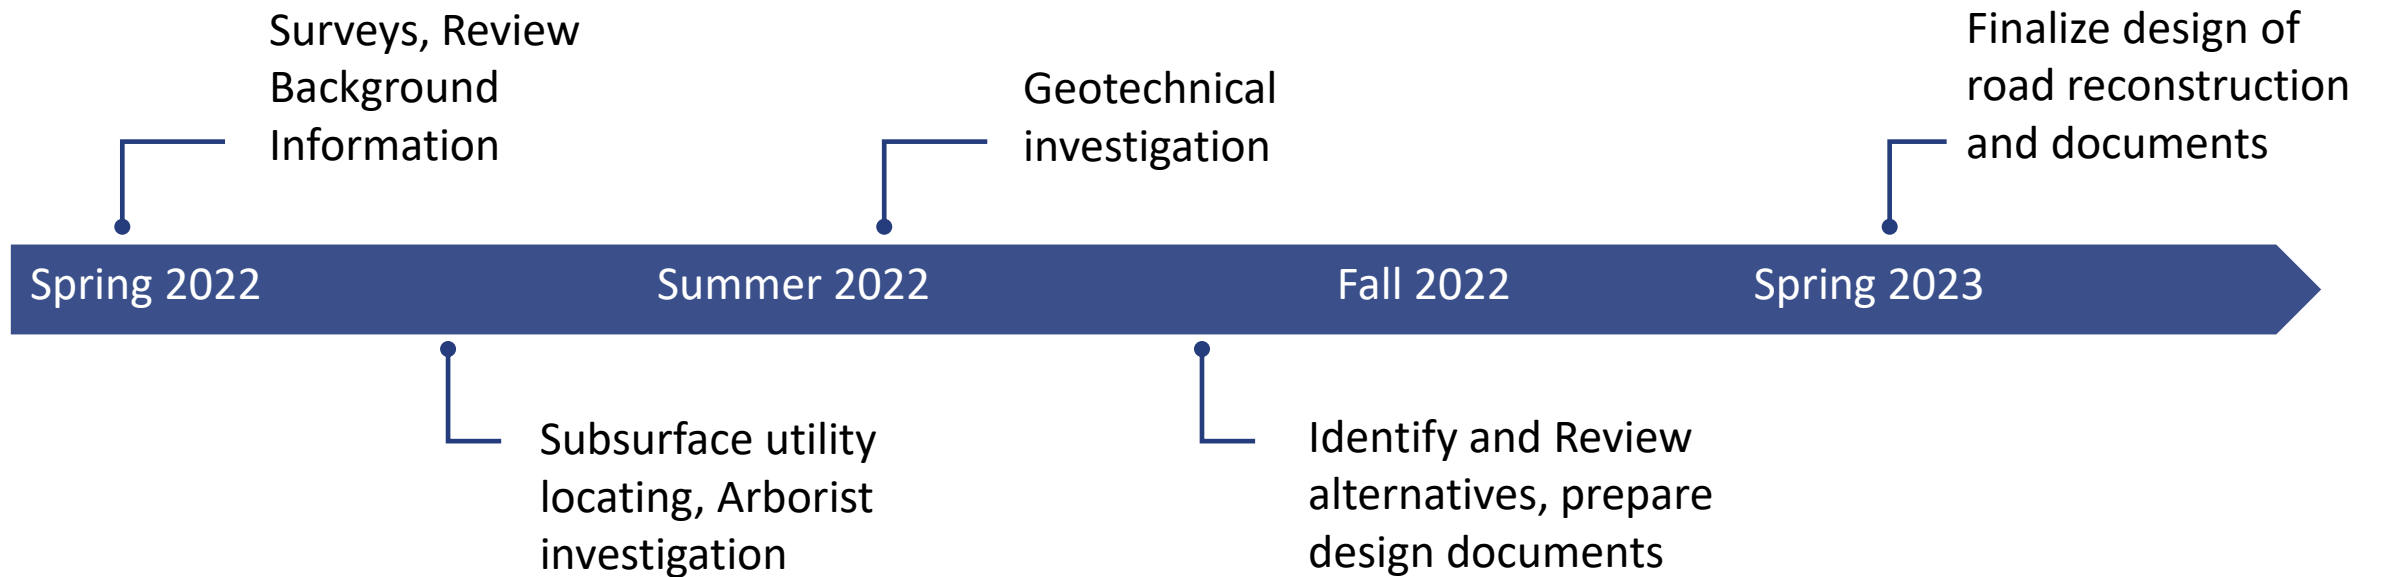 Surveys, Review
Background
Information
Geotechnical
investigation
Finalize design of
road reconstruction
and documents
Spring 2022
Summer 2022
Fall 2022
Spring 2023
Subsurface utility
locating, Arborist
investigation
Identify and Review
alternatives, prepare
design documents